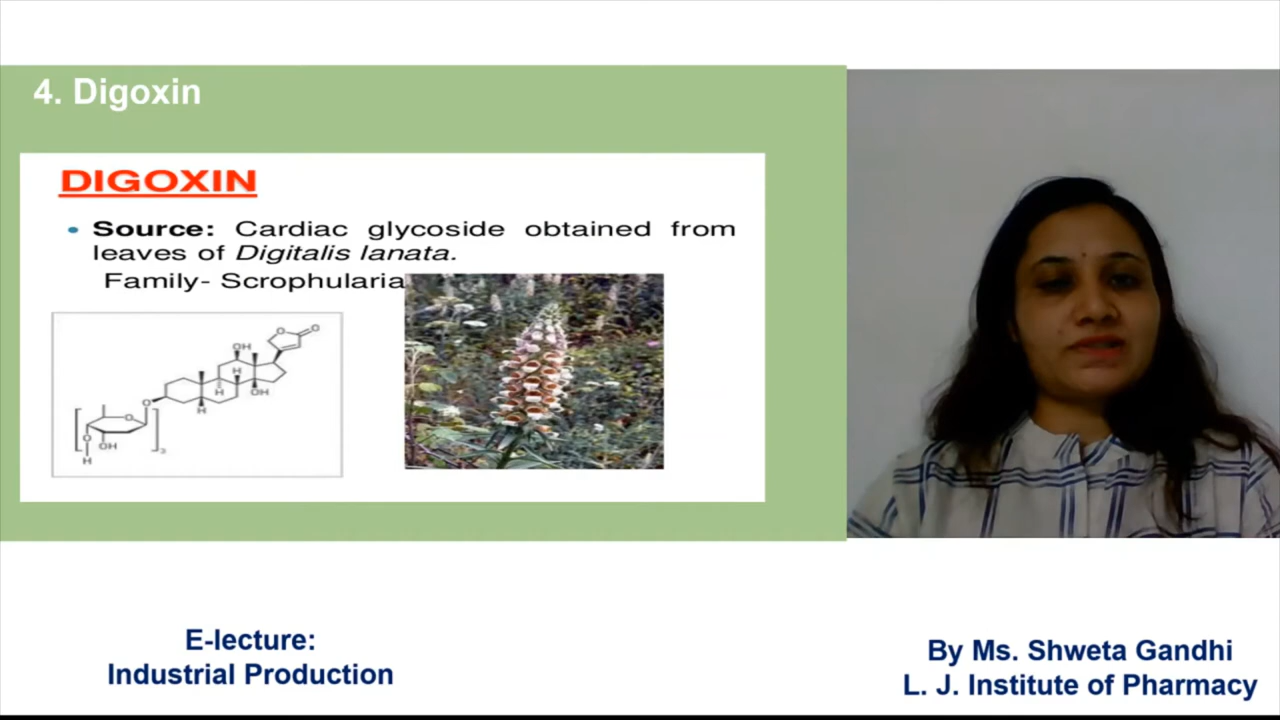 4. Digoxin
DIGOXIN
• Source: Cardiac glycoside obtained from
leaves of Digitalis lanata.
Family- Scrophularia
OH
O
O
H
OH
H
H
O
O
O
OH
H
3
E-lecture:
Industrial Production
By Ms. Shweta Gandhi
L. J. Institute of Pharmacy